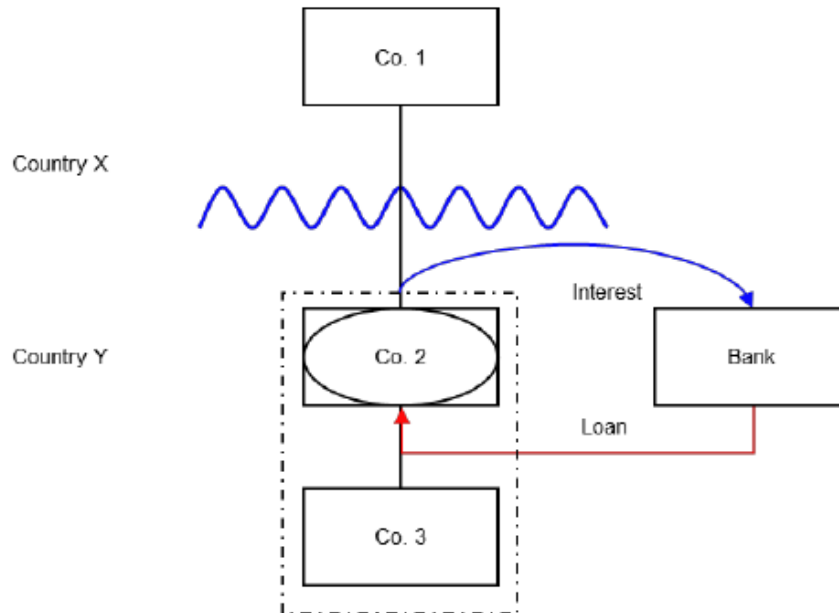 Co. 1
Country X
Interest
Country Y
Co. 2
Bank
Loan
Co. 3